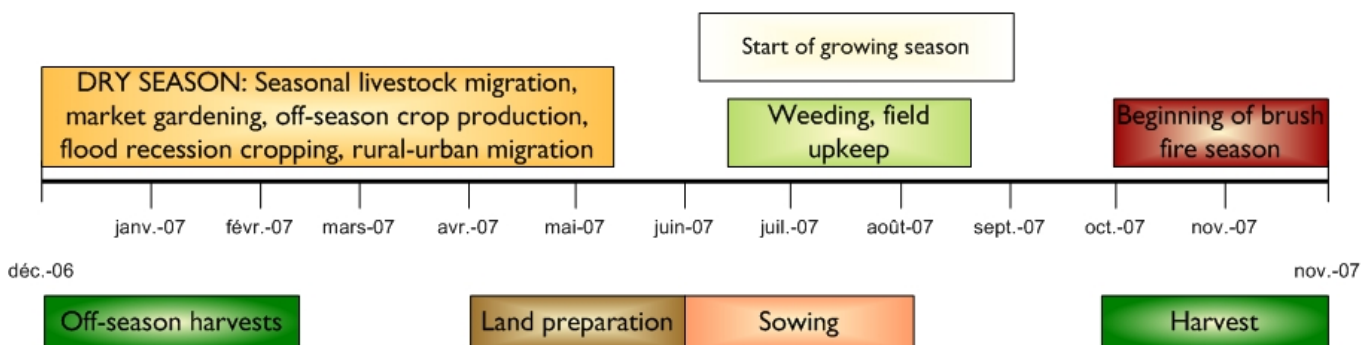 Start of growing season
DRY SEASON: Seasonal livestock migration,
market gardening, off-season crop production,
flood recession cropping, rural-urban migration
Weeding, field
upkeep
Beginning of brush
fire season
janv.-07 févr.-07 mars-07 avr.-07 mai-07 juin-07 juil.-07 août-07 sept.-07 oct.-07 nov.-07
déc.-06 nov.-07
Off-season harvests Land preparation Sowing Harvest